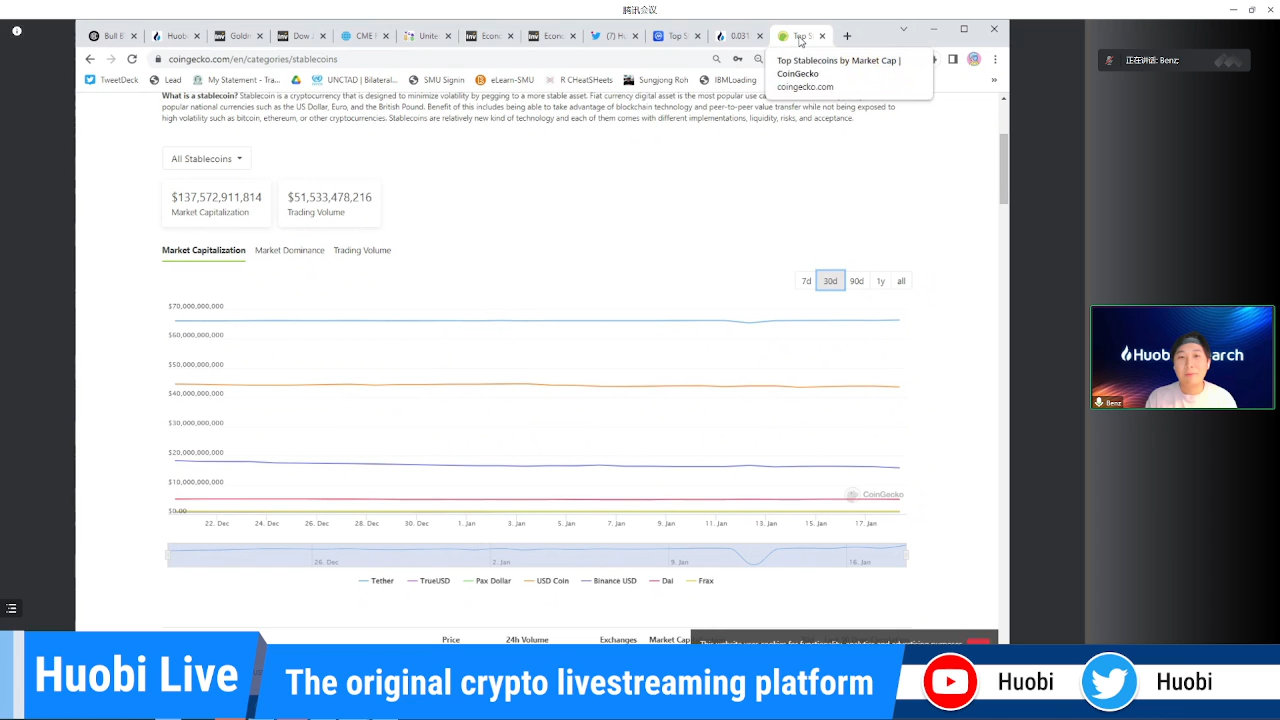 腾讯会议
Bull B
Huobi
Goldm
Dow J
CME F
Unite
Econo
Econo
(7) H
Top S
0.031
Top S
coingecko.com/en/categories/stablecoins
Top Stablecoins by Market Cap |
CoinGecko
coingecko.com
正在讲话: Benz;
TweetDeck
Lead
My Statement - Tra...
UNCTAD | Bilateral...
SMU Signin
eLearn-SMU
R CHeatSHeets
Sungjong Roh
IBMLoading
»
What is a stablecoin? Stablecoin is a cryptocurrency that is designed to minimize volatility by pegging to a more stable asset. Fiat currency digital asset is the most popular use ca
popular national currencies such as the US Dollar, Euro, and the British Pound. Benefit of this includes being able to take advantage of blockchain technology and peer-to-peer value transfer while not being exposed to
high volatility such as bitcoin, ethereum, or other cryptocurrencies. Stablecoins are relatively new kind of technology and each of them comes with different implementations, liquidity, risks, and acceptance.
All Stablecoins
$137,572,911,814
Market Capitalization
$51,533,478,216
Trading Volume
Market Capitalization
Market Dominance
Trading Volume
7d
30d
90d
1y
all
$70,000,000,000
$60,000,000,000
$50,000,000,000
$40,000,000,000
$30,000,000,000
$20,000,000,000
$10,000,000,000
$0.00
CoinGecko
22. Dec
24. Dec
26. Dec
28. Dec
30. Dec
1. Jan
3. Jan
5. Jan
7. Jan
9. Jan
11. Jan
13. Jan
15. Jan
17. Jan
26. Dec
2. Jan
9. Jan
16. Jan
Tether
TrueUSD
Pax Dollar
USD Coin
Binance USD
Dai
Frax
Huob
arch
Benz
Price
24h Volume
Exchanges
Market Cap
Huobi Live
The original crypto livestreaming platform
Huobi
Huobi